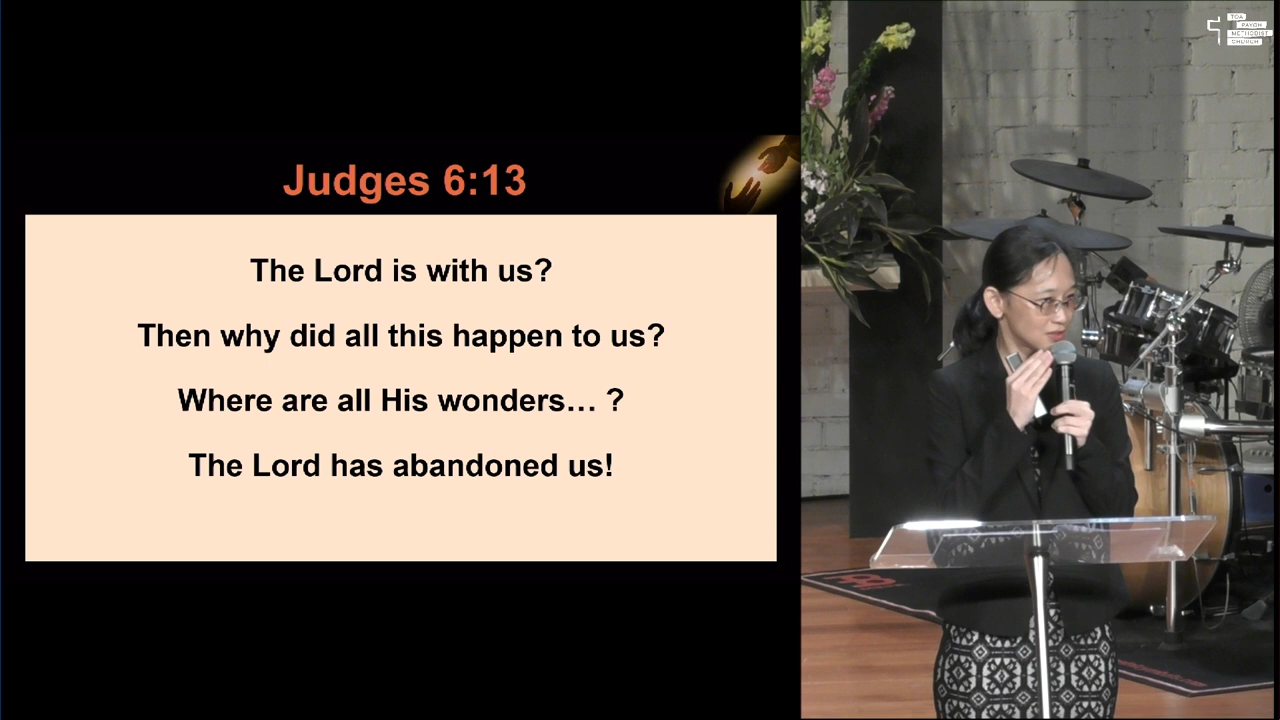 TOA
PAYOH
METHODIST
CHURCH
Judges 6:13
The Lord is with us?
Then why did all this happen to us?
Where are all His wonders… ?
The Lord has abandoned us!